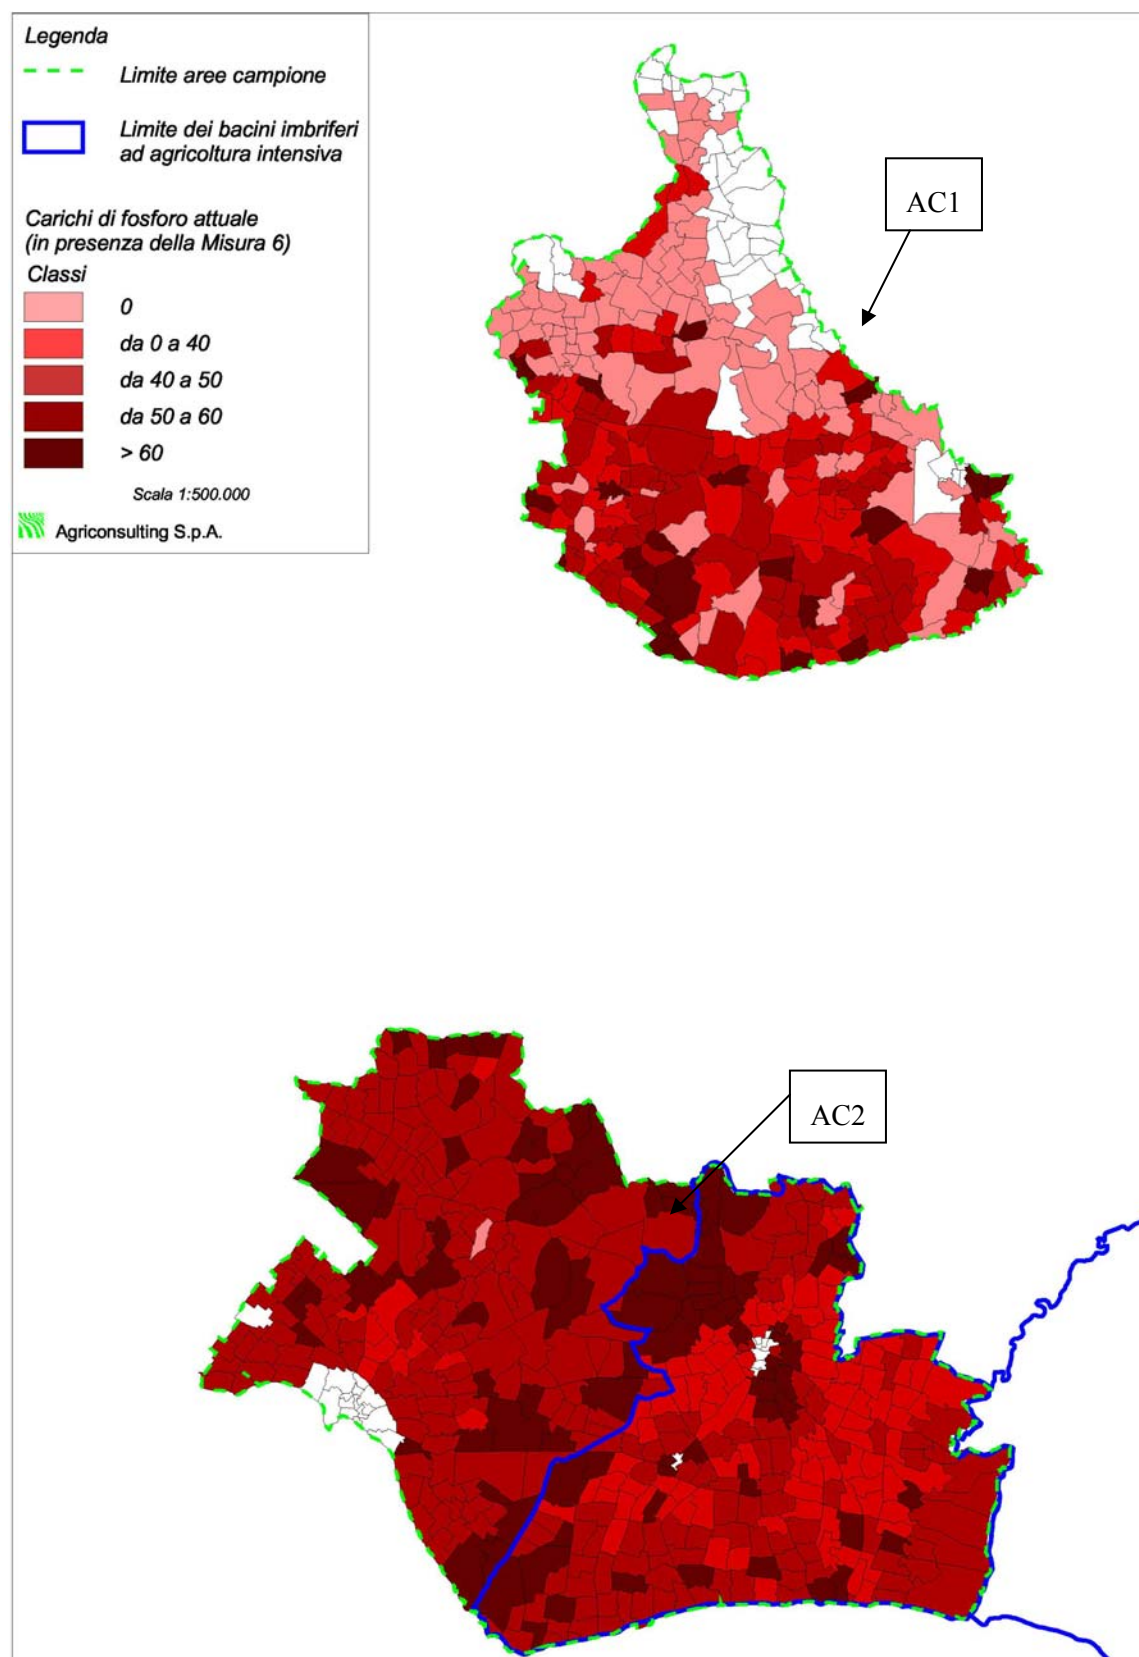 Legenda
Limite aree campione
Limite dei bacini imbriferi
ad agricoltura intensiva
Carichi di fosforo attuale
(in presenza della Misura 6)
Classi
0
da 0 a 40
da 40 a 50
da 50 a 60
> 60
Scala 1:500.000
Agriconsulting S.p.A.
AC1
AC2